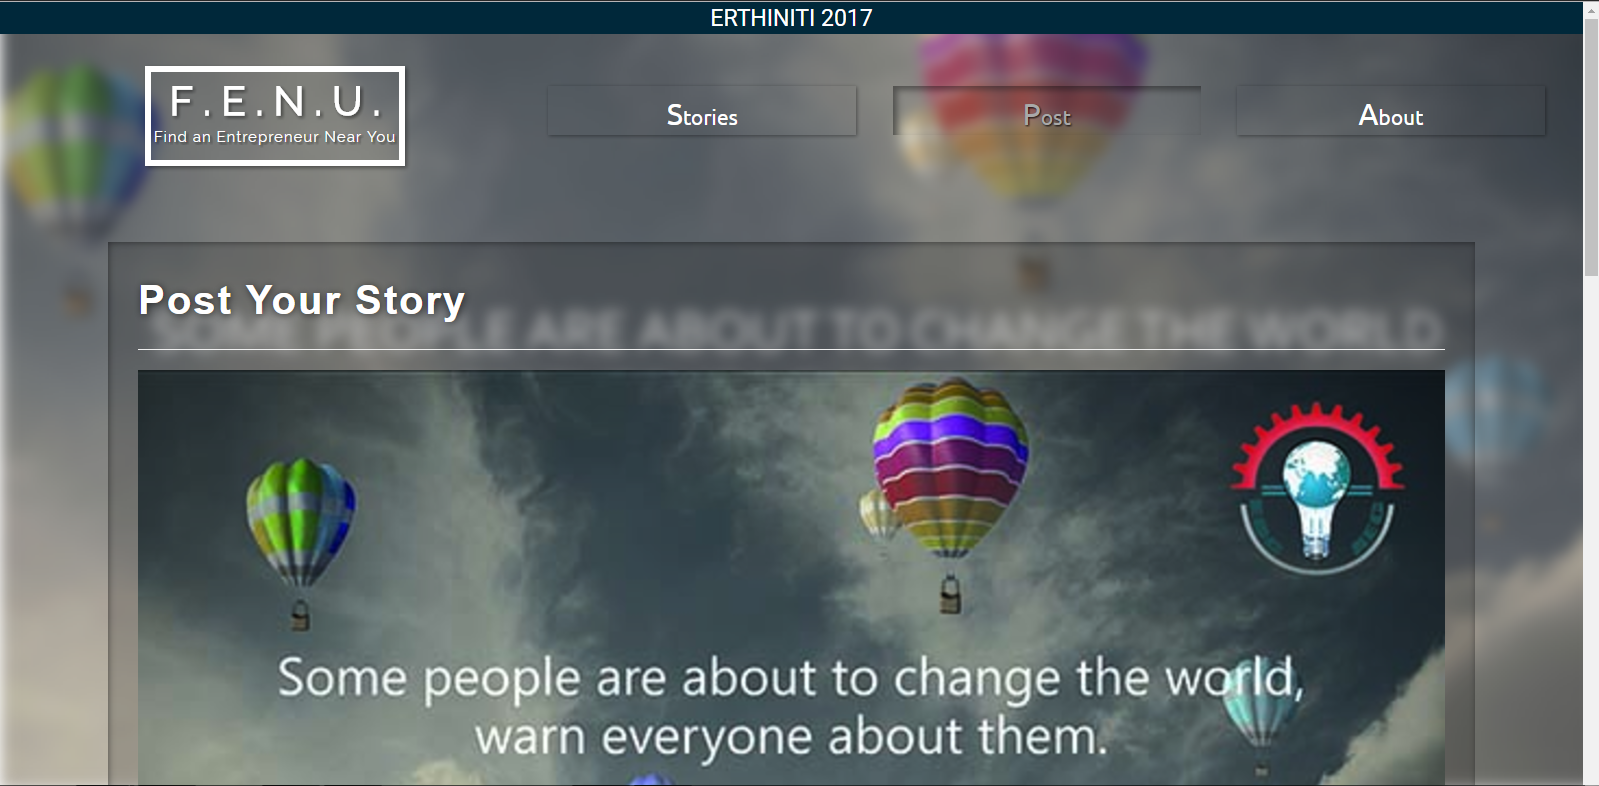 ERTHINITI 2017
F.E.N.U.
Find an Entrepreneur Near You
Stories
Post
About
Post Your Story
SOME PEOPLE ARE ABOUT TO CHANGE THE WORLD
Some people are about to change the world,
warn everyone about them.